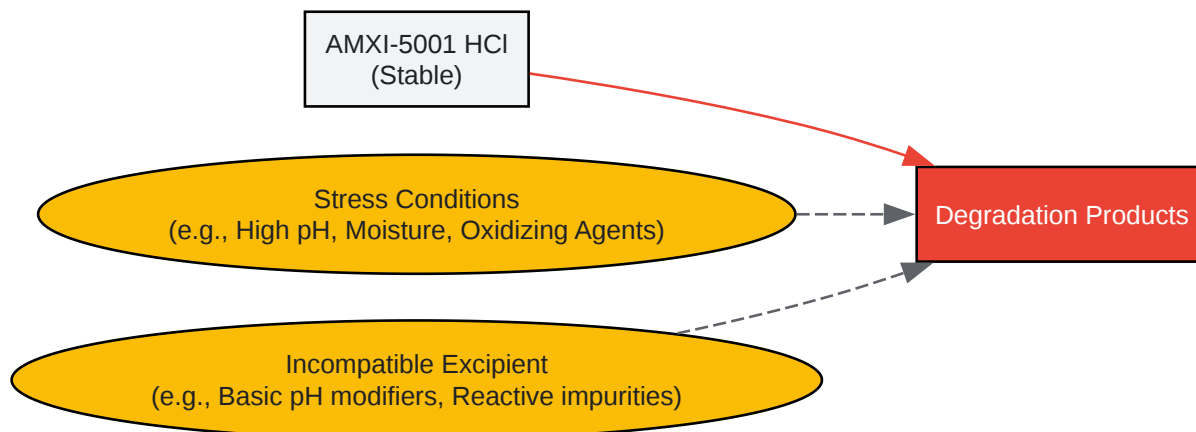 AMXI-5001 HCl
(Stable)
Stress Conditions
(e.g., High pH, Moisture, Oxidizing Agents)
Degradation Products
Incompatible Excipient
(e.g., Basic pH modifiers, Reactive impurities)